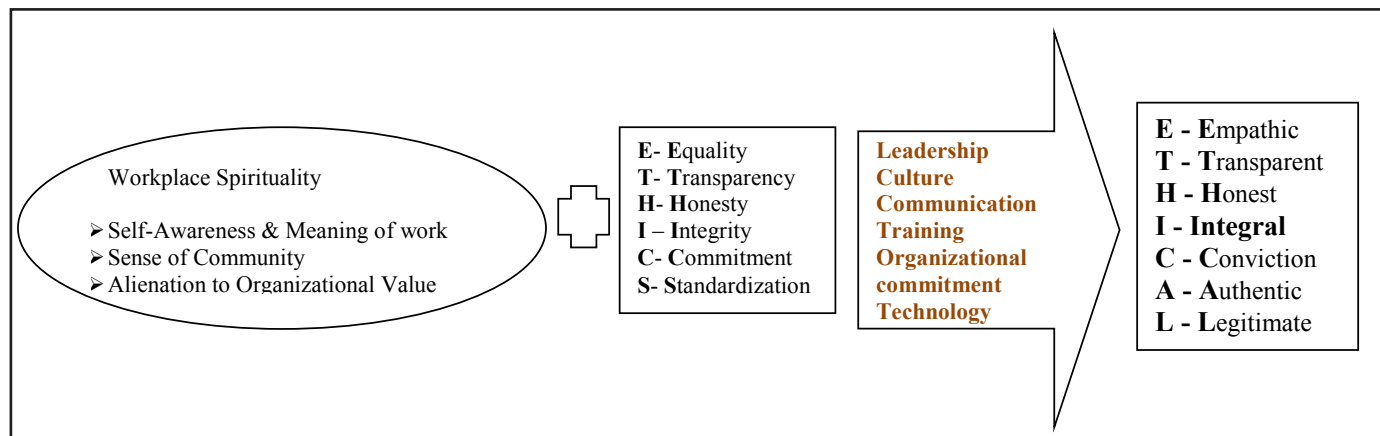 Workplace Spirituality
➢ Self-Awareness & Meaning of work
➢ Sense of Community
➢ Alienation to Organizational Value
E- Equality
T- Transparency
H- Honesty
I – Integrity
C- Commitment
S- Standardization
Leadership
Culture
Communication
Training
Organizational
commitment
Technology
E - Empathic
T - Transparent
H - Honest
I - Integral
C - Conviction
A - Authentic
L - Legitimate